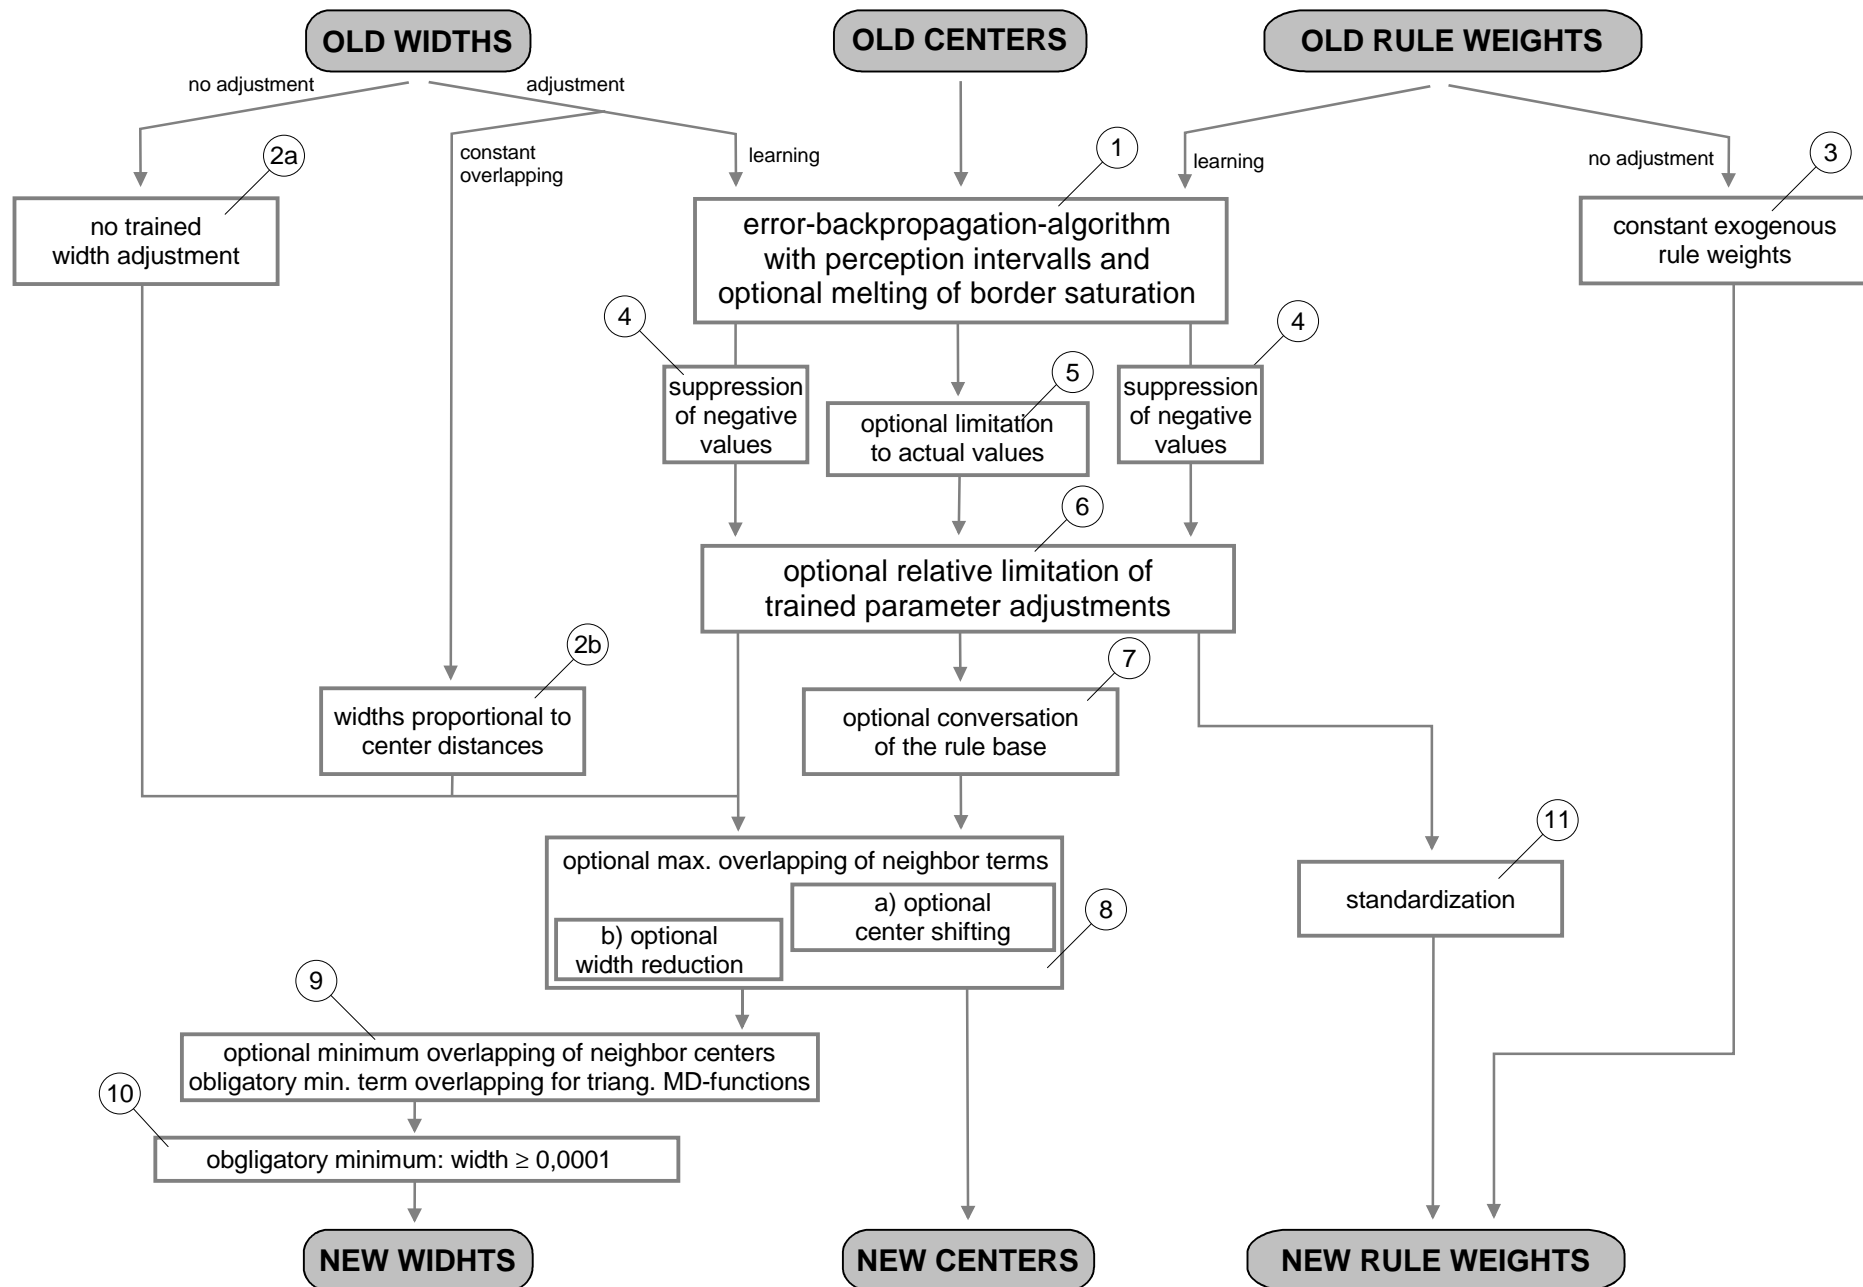 OLD WIDTHS
OLD CENTERS
OLD RULE WEIGHTS
no adjustment
adjustment
2a
constant
overlapping
learning
1
learning
no adjustment
3
no trained
width adjustment
error-backpropagation-algorithm
with perception intervalls and
optional melting of border saturation
constant exogenous
rule weights
4
4
5
suppression
of negative
values
optional limitation
to actual values
suppression
of negative
values
6
optional relative limitation of
trained parameter adjustments
2b
7
widths proportional to
center distances
optional conversation
of the rule base
11
optional max. overlapping of neighbor terms
a) optional
center shifting
8
b) optional
width reduction
standardization
9
optional minimum overlapping of neighbor centers
obligatory min. term overlapping for triang. MD-functions
10
obgligatory minimum: width ≥ 0,0001
NEW WIDHTS
NEW CENTERS
NEW RULE WEIGHTS